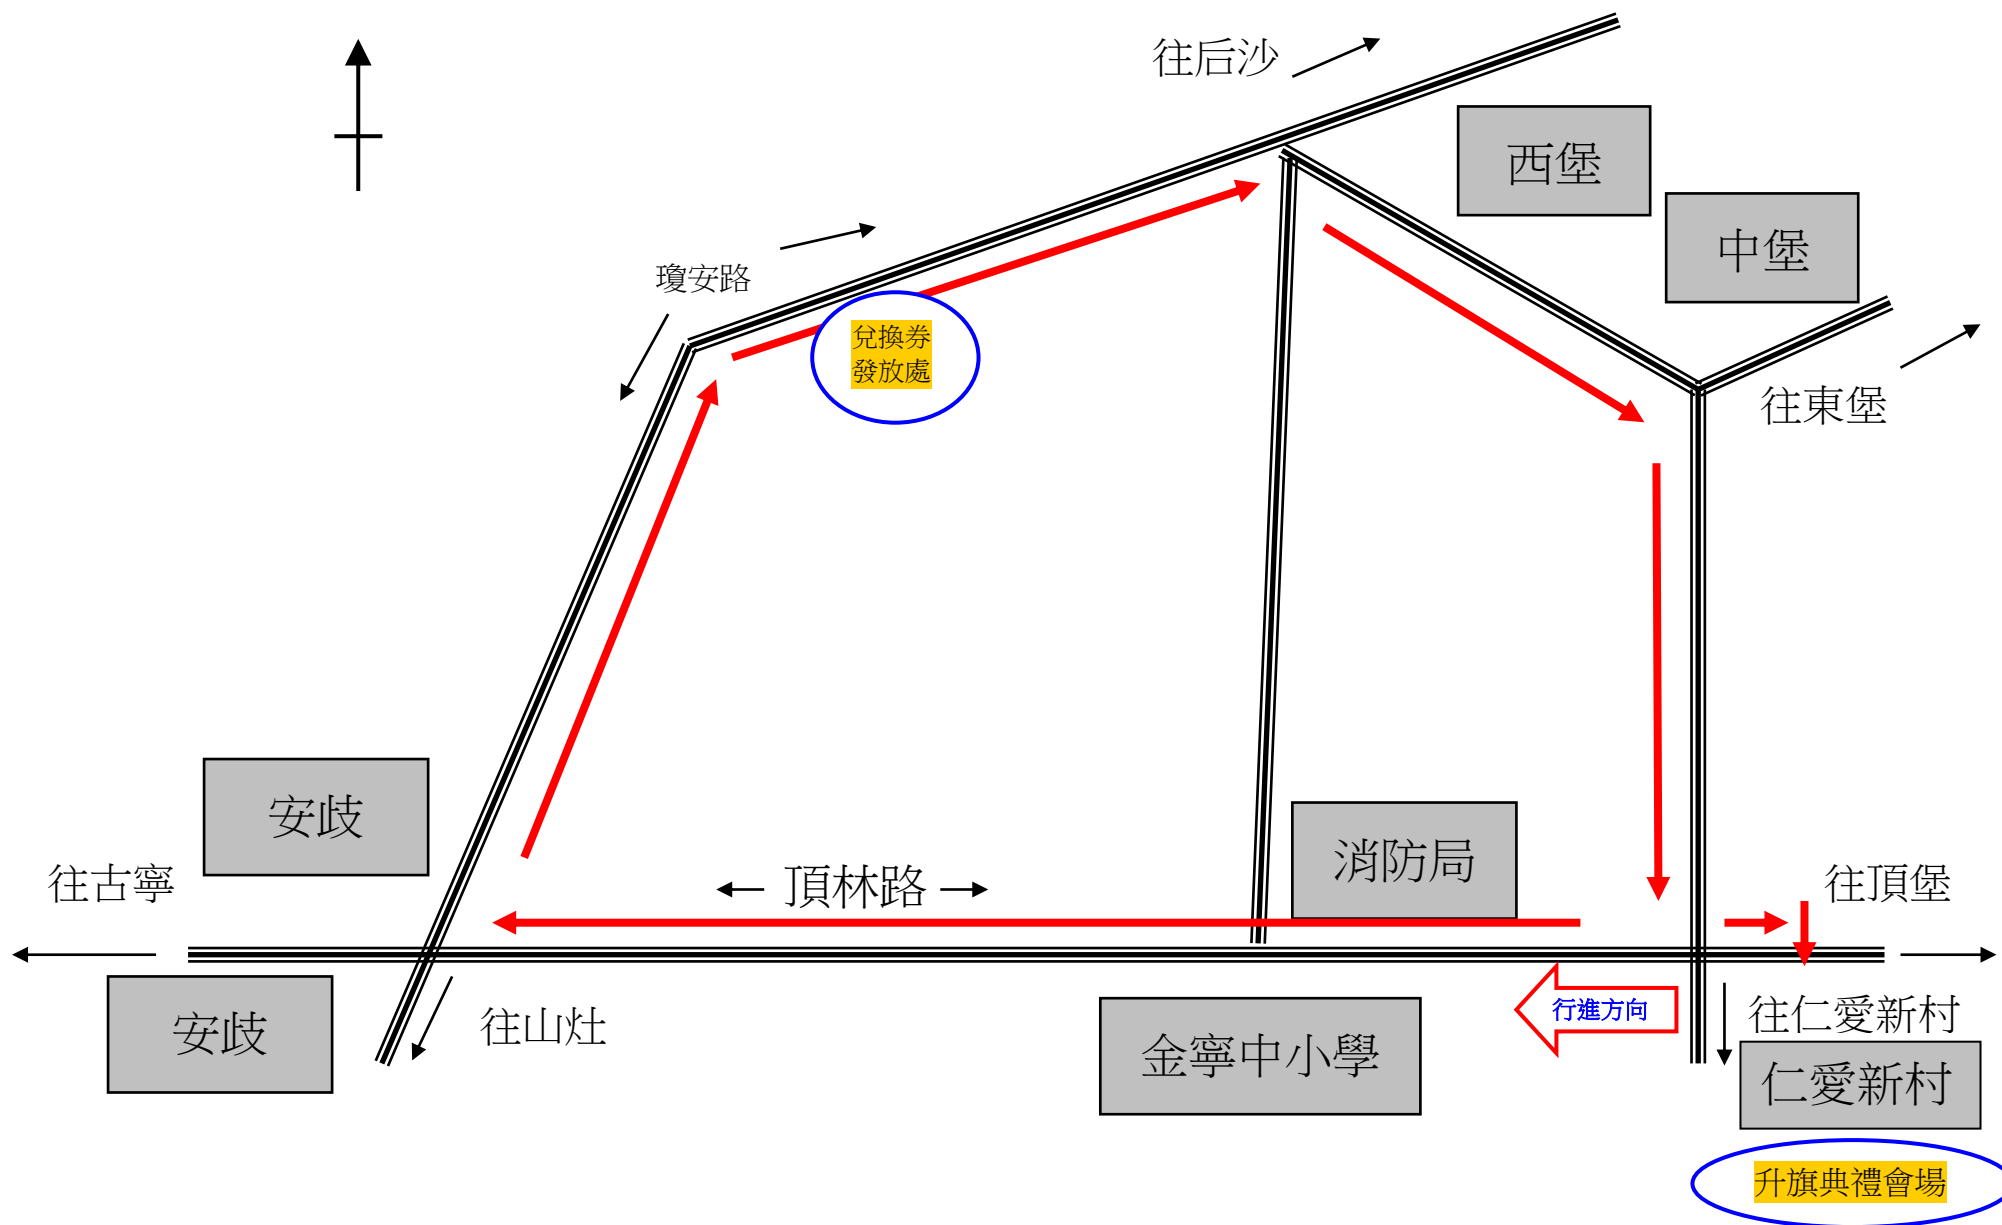 往后沙
西堡
中堡
瓊安路
兌換券
發放處
往東堡
安歧
往古寧
頂林路
消防局
往頂堡
安歧
往山灶
金寧中小學
行進方向
往仁愛新村
仁愛新村
升旗典禮會場